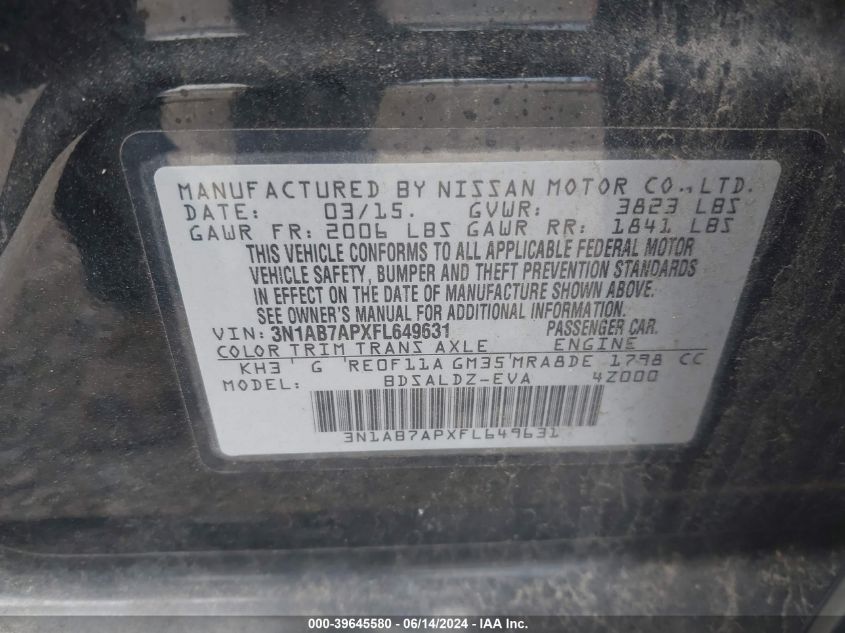 MANUFACTURED BY NISSAN MOTOR CO.,LTD.
DATE: 03/15. GVWR: 3823 LBS
GAWR FR: 2006 LBS GAWR RR: 1841 LBS
THIS VEHICLE CONFORMS TO ALL APPLICABLE FEDERAL MOTOR
VEHICLE SAFETY, BUMPER AND THEFT PREVENTION STANDARDS
IN EFFECT ON THE DATE OF MANUFACTURE SHOWN ABOVE.
SEE OWNER'S MANUAL FOR ADDITIONAL INFORMATION.
VIN: 3N1AB7APXFL649631 PASSENGER CAR.
COLOR TRIM TRANS AXLE ENGINE
KH3 G RE0F11A GM35 MRA8DE 1798 CC
MODEL: BDSALDZ-EVA 4Z000
3N1AB7APXFL649631
000-39645580 / 06/14/2024 - IAA Inc.